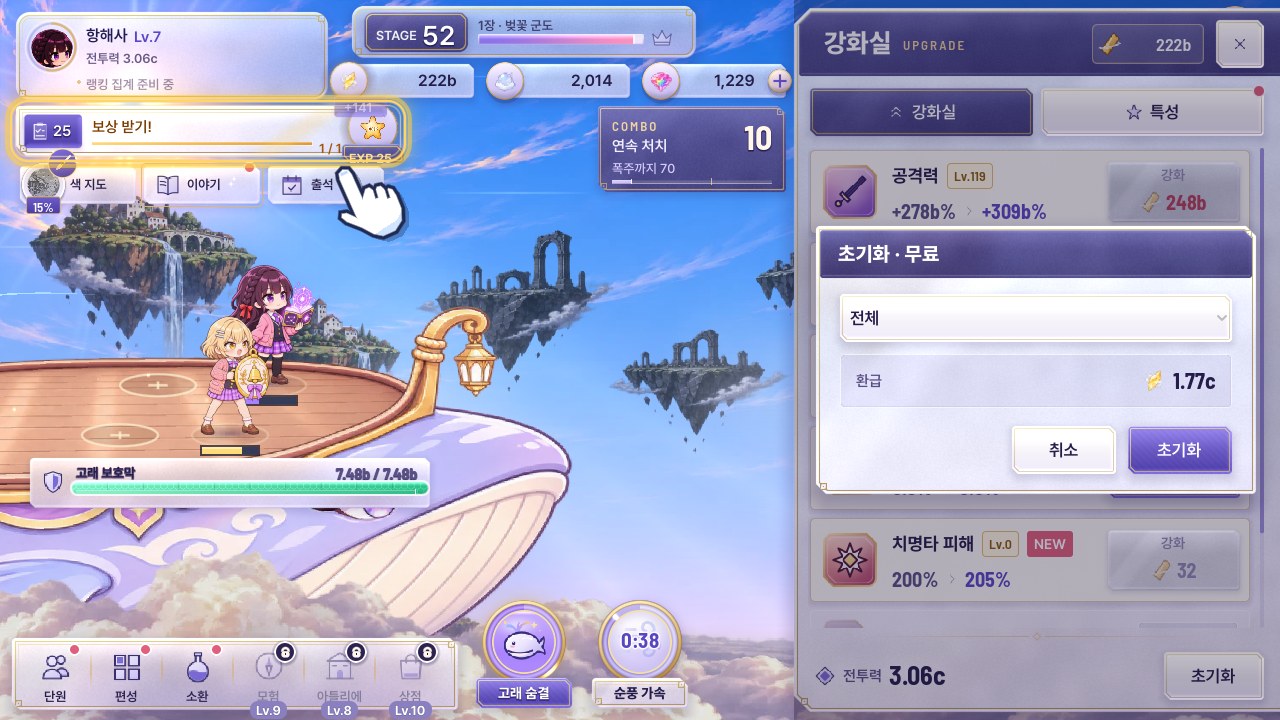 항해사 Lv.7
전투력 3.06c
랭킹 집계 준비 중
STAGE 52
1장 · 벚꽃 군도
222b
2,014
1,229
25
보상 받기!
+141
1/1
EXP 25
색 지도
15%
이야기
출석
COMBO
연속 처치
10
폭주까지 70
고래 보호막
7.48b / 7.48b
단원
편성
소환
모험
Lv.9
아틀리에
Lv.8
상점
Lv.10
고래 숨결
0:38
순풍 가속
강화실 UPGRADE
222b
강화실
특성
공격력 Lv.119
+278b% > +309b%
강화
248b
초기화 · 무료
전체
환급
1.77c
취소
초기화
치명타 피해 Lv.0 NEW
200% > 205%
강화
32
전투력 3.06c
초기화